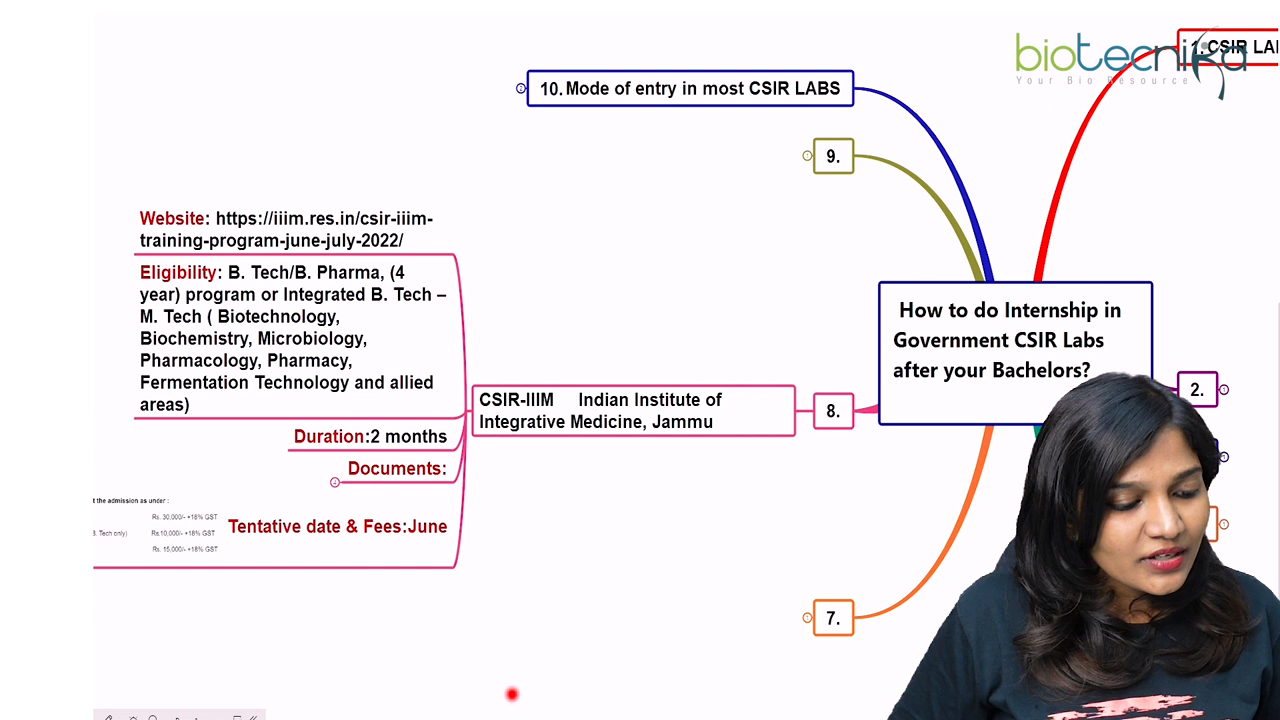 biotecnika
Your Bio Resource
1.CSIR LA
10. Mode of entry in most CSIR LABS
9.
Website: https://iiim.res.in/csir-iiim-
training-program-june-july-2022/
Eligibility: B. Tech/B. Pharma, (4
year) program or Integrated B. Tech –
M. Tech ( Biotechnology,
Biochemistry, Microbiology,
Pharmacology, Pharmacy,
Fermentation Technology and allied
areas)
Duration:2 months
Documents:
t the admission as under :
Rs. 30,000/- +18% GST
B. Tech only) Rs.10,000/- +18% GST
Rs. 15,000/- +18% GST
Tentative date & Fees:June
CSIR-IIIM Indian Institute of
Integrative Medicine, Jammu
8.
How to do Internship in
Government CSIR Labs
after your Bachelors?
2.
7.